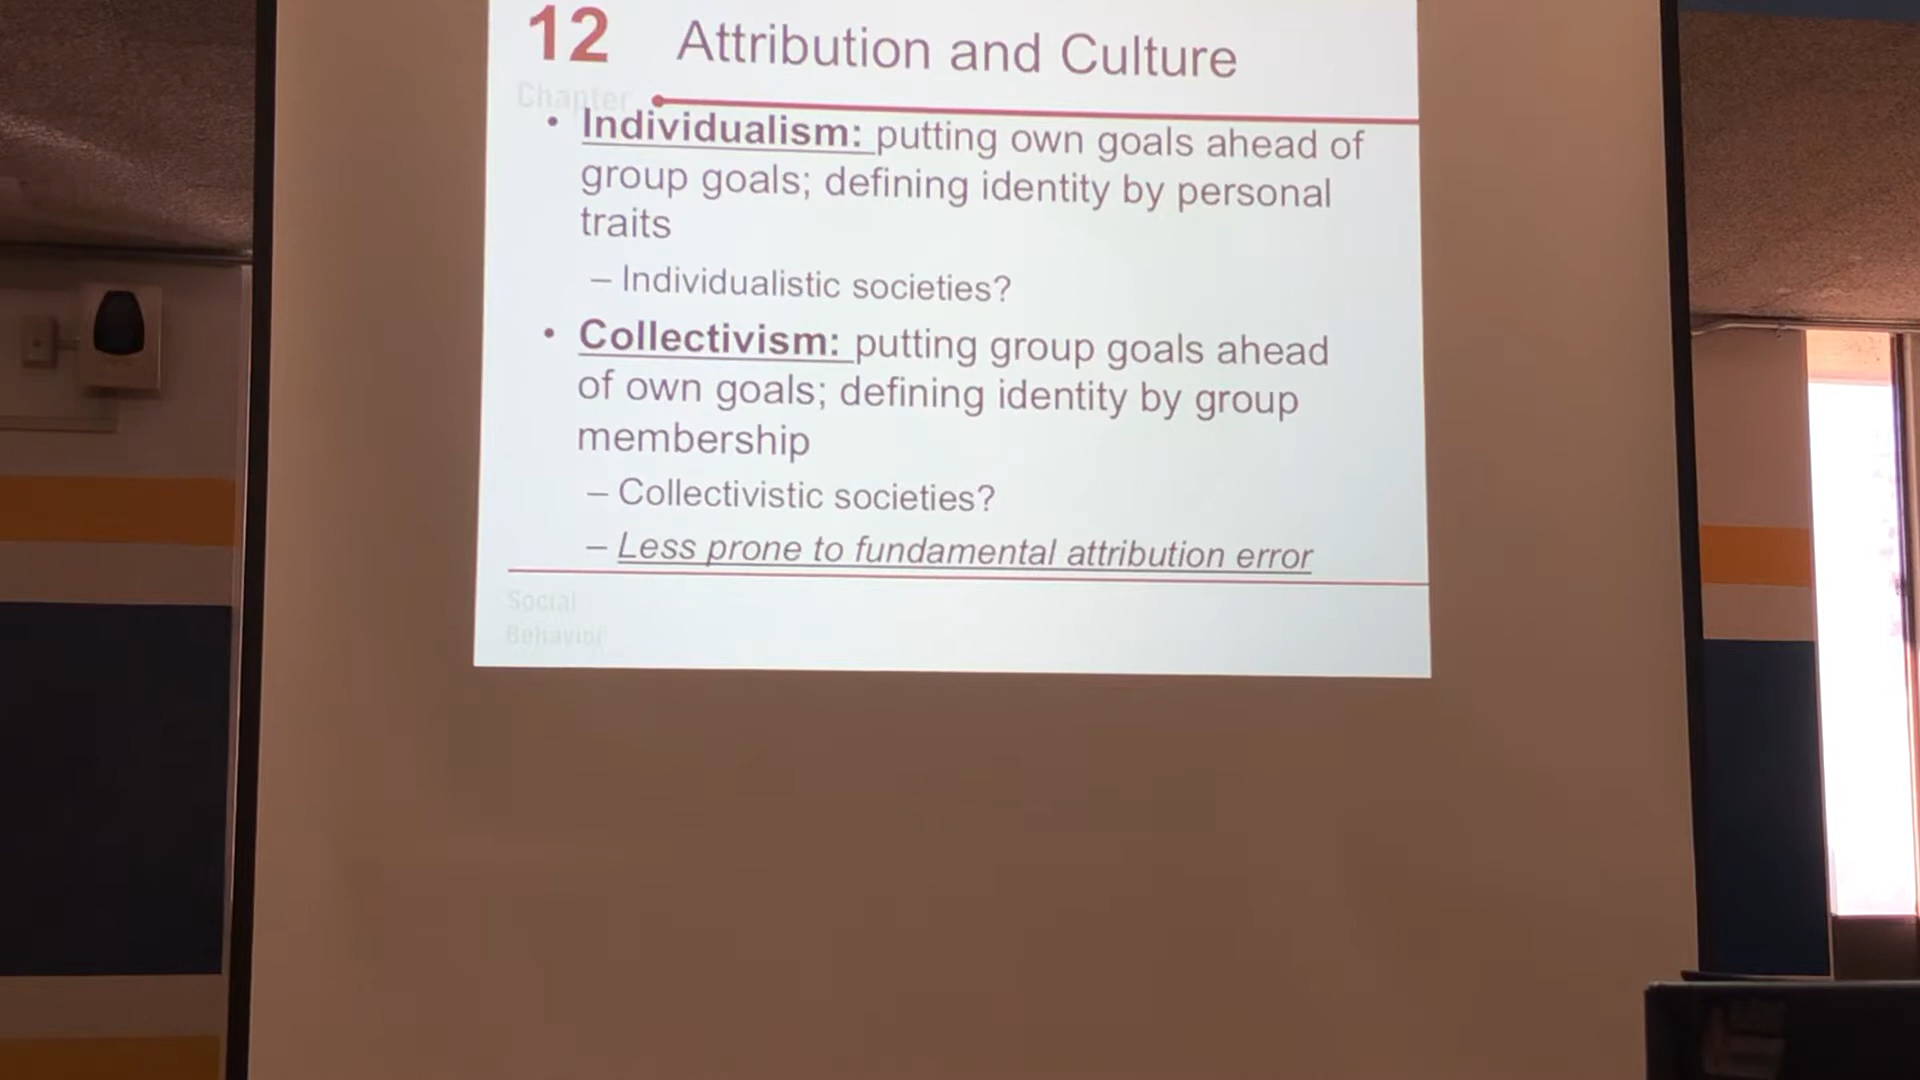 12 Attribution and Culture
Chapter
• Individualism: putting own goals ahead of
group goals; defining identity by personal
traits
– Individualistic societies?
• Collectivism: putting group goals ahead
of own goals; defining identity by group
membership
– Collectivistic societies?
– Less prone to fundamental attribution error
Social
Behavior